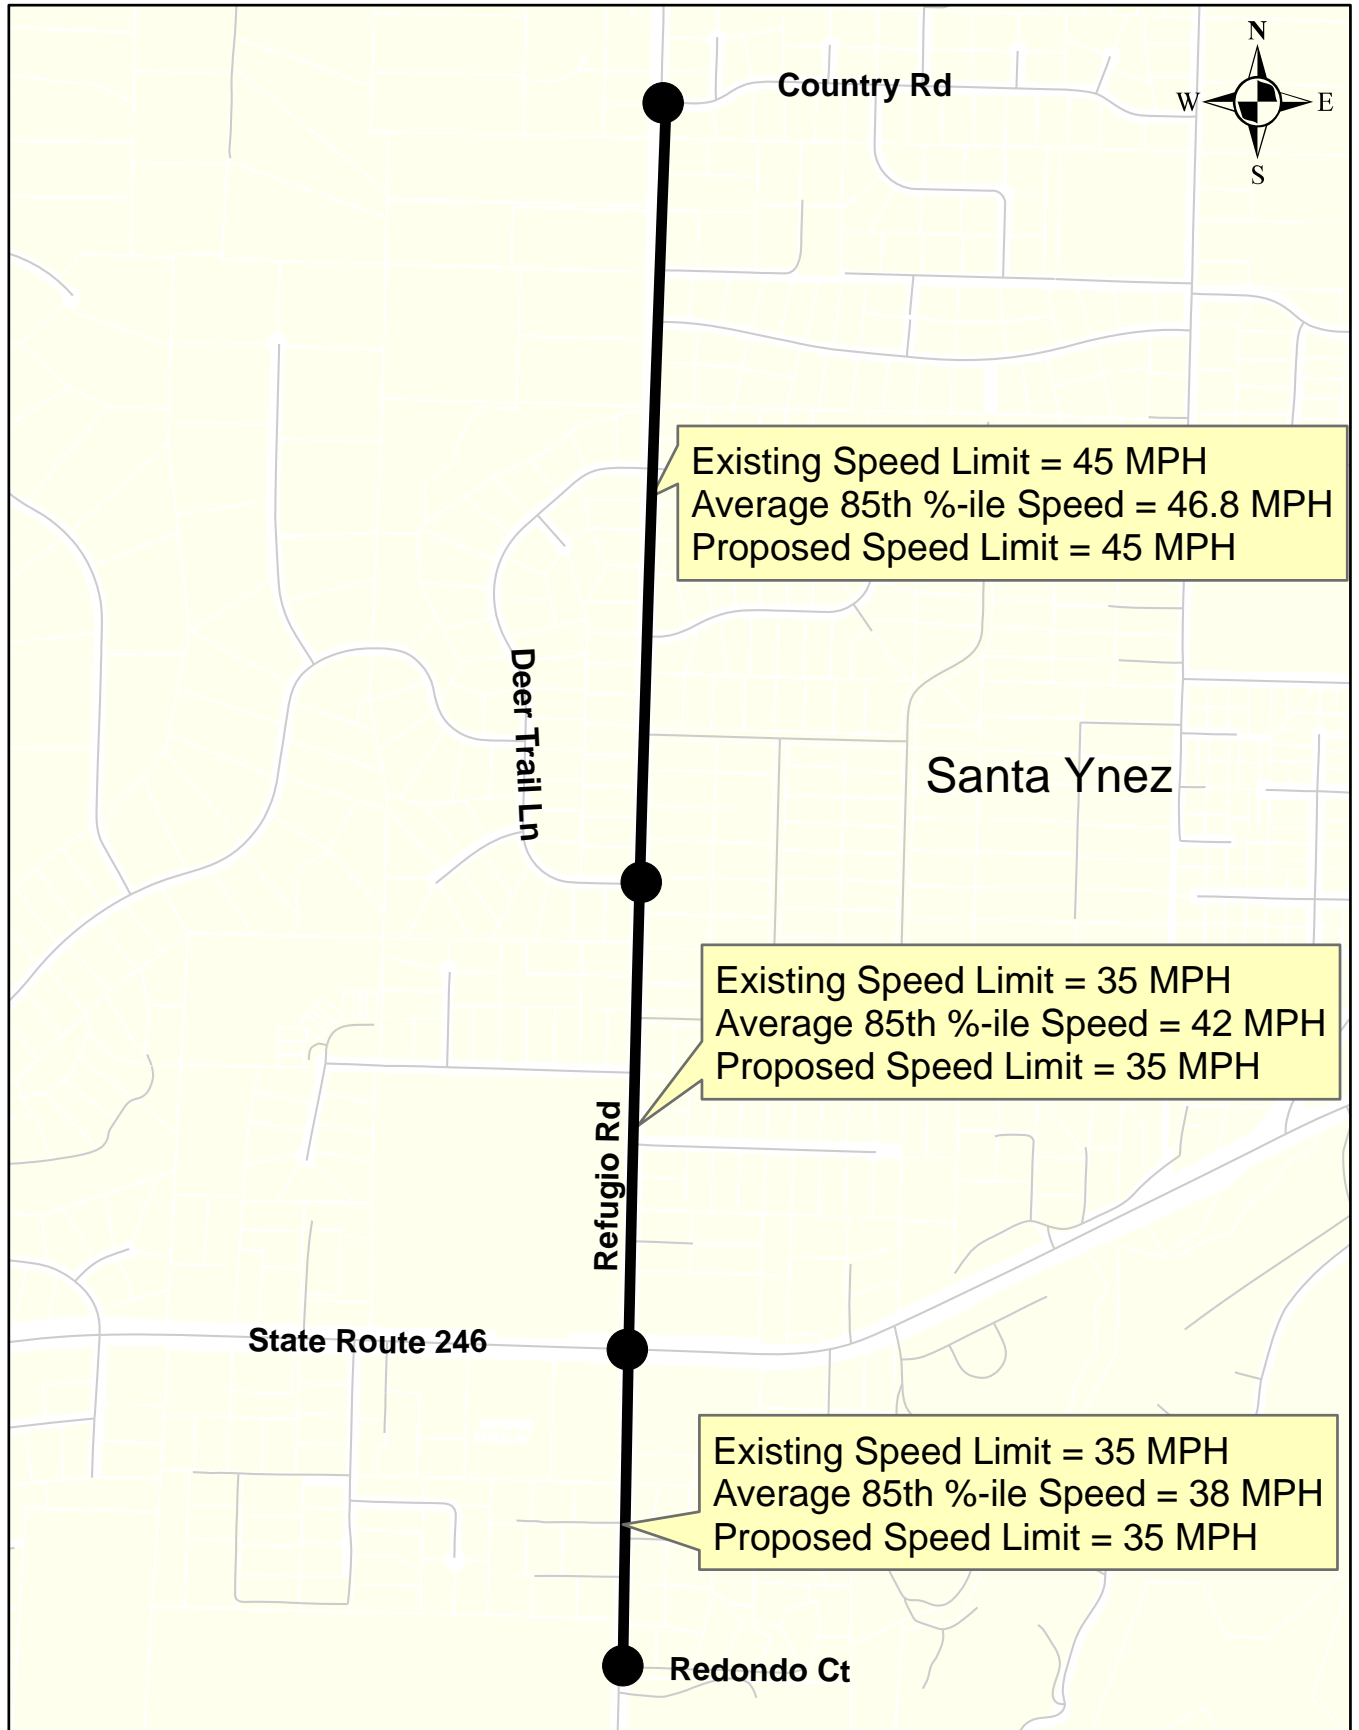 N
Country Rd
W
E
S
Existing Speed Limit = 45 MPH
Average 85th %-ile Speed = 46.8 MPH
Proposed Speed Limit = 45 MPH
Deer Trail Ln
Santa Ynez
Existing Speed Limit = 35 MPH
Average 85th %-ile Speed = 42 MPH
Proposed Speed Limit = 35 MPH
Refugio Rd
State Route 246
Existing Speed Limit = 35 MPH
Average 85th %-ile Speed = 38 MPH
Proposed Speed Limit = 35 MPH
Redondo Ct